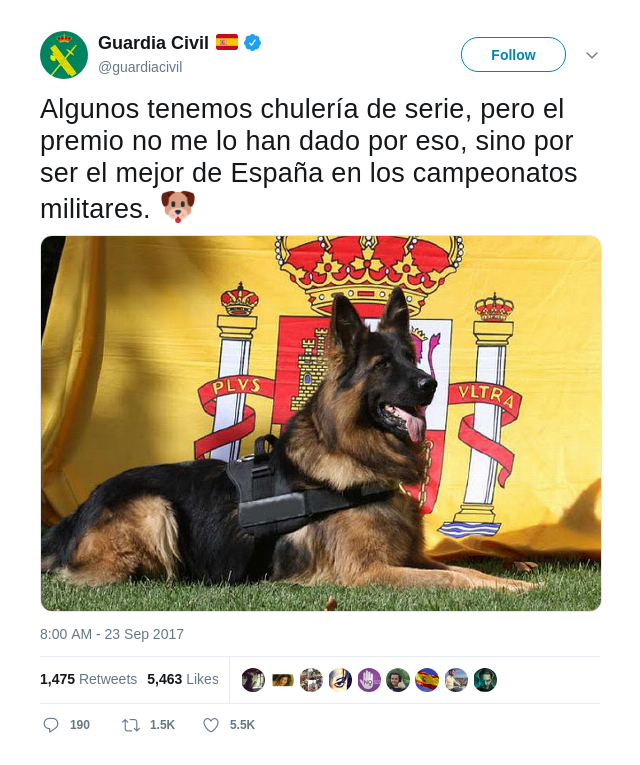 Guardia Civil
@guardiacivil
Follow
Algunos tenemos chulería de serie, pero el
premio no me lo han dado por eso, sino por
ser el mejor de España en los campeonatos
militares.
PLVS
VLTRA
8:00 AM - 23 Sep 2017
1,475 Retweets 5,463 Likes
NO
190 1.5K 5.5K